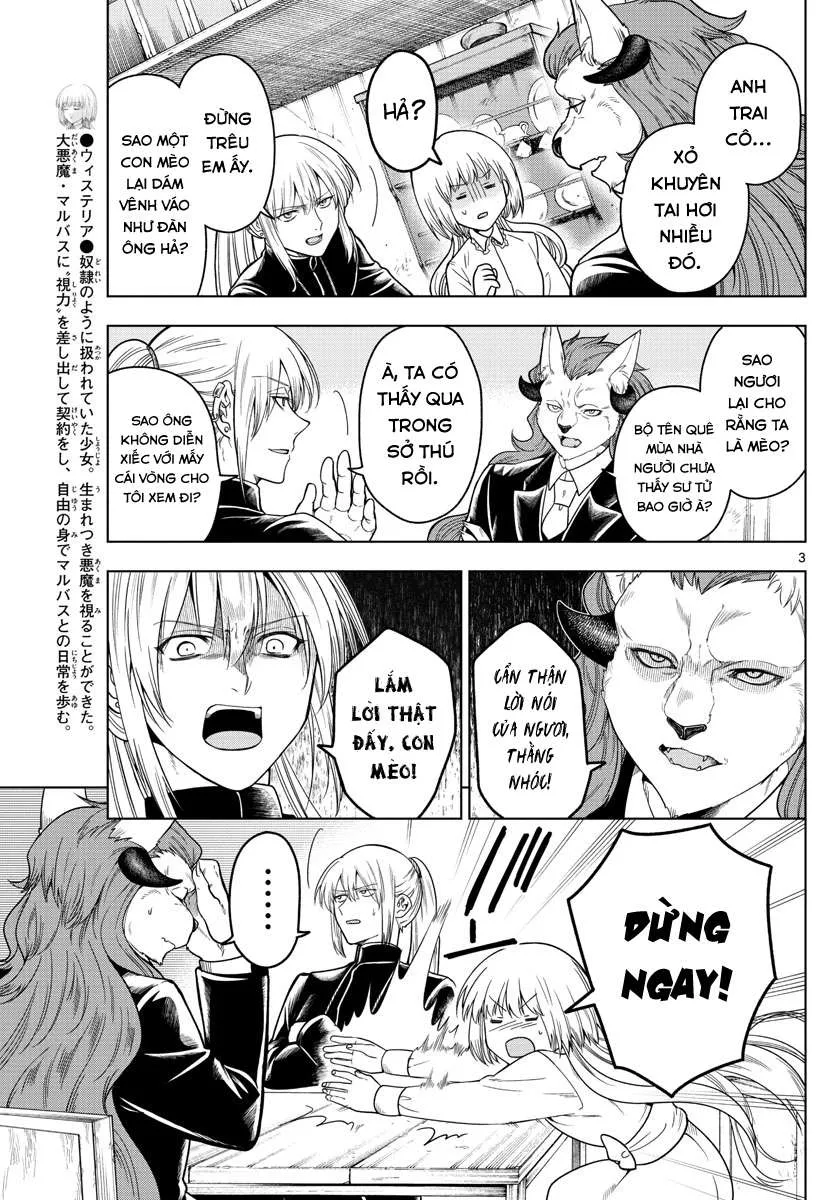 ANH
TRAI
CÔ...
XỎ
KHUYÊN
TAI HƠI
NHIỀU
ĐÓ.
HẢ?
ĐỪNG
TRÊU
EM ẤY.
SAO MỘT
CON MÈO
LẠI DÁM
VÊNH VÁO
NHƯ ĐÀN
ÔNG HẢ?
SAO
NGƯƠI
LẠI CHO
RẰNG TA
LÀ MÈO?
BỘ TÊN QUÊ
MÙA NHÀ
NGƯƠI CHƯA
THẤY SƯ TỬ
BAO GIỜ À?
À, TA CÓ
THẤY QUA
TRONG
SỞ THÚ
RỒI.
SAO ÔNG
KHÔNG DIỄN
XIẾC VỚI MẤY
CÁI VÒNG CHO
TÔI XEM ĐI?
3
CẨN THẬN
LỜI NÓI
CỦA NGƯƠI,
THẰNG
NHÓC!
LẮM
LỜI THẬT
ĐẤY, CON
MÈO!
DỪNG
NGAY!
......
●ウィステリア●奴隷のように扱われていた少女。生まれつき悪魔を視ることができた。
大悪魔・マルバスに〝視力〟を差し出して契約をし、自由の身でマルバスとの日常を歩む。